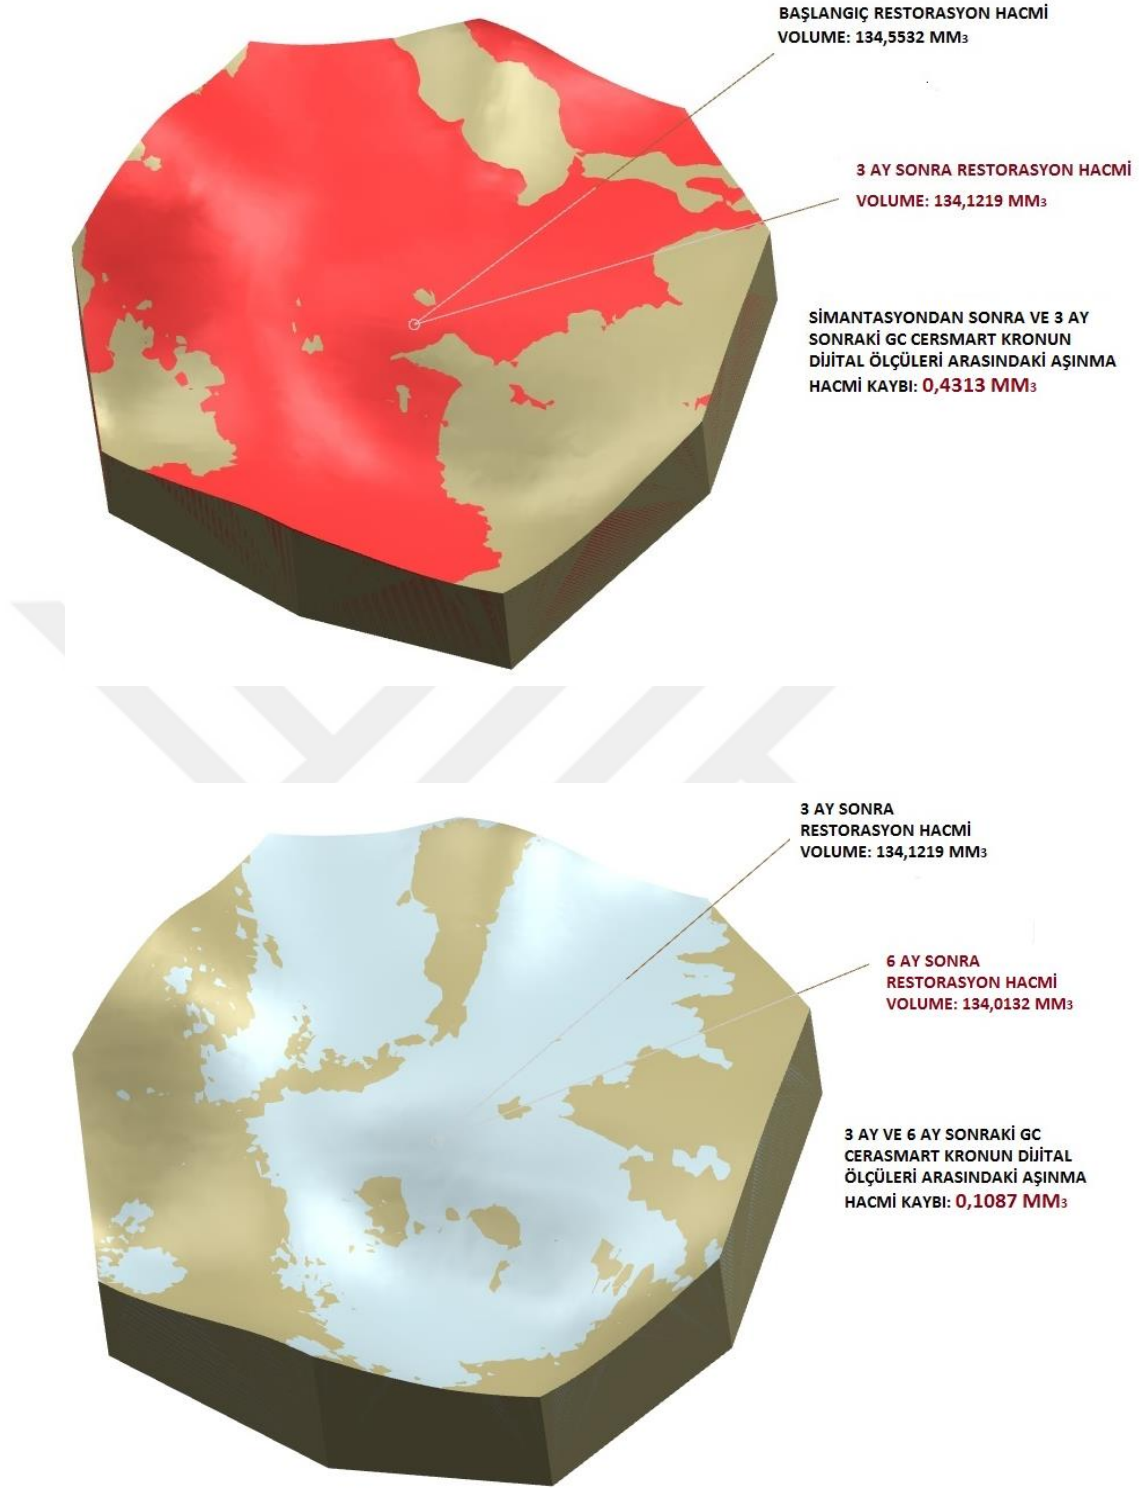 BAŞLANGIÇ RESTORASYON HACMİ
VOLUME: 134,5532 MM3
3 AY SONRA RESTORASYON HACMİ
VOLUME: 134,1219 MM3
SİMANTASYONDAN SONRA VE 3 AY
SONRAKİ GC CERSMART KRONUN
DİJİTAL ÖLÇÜLERİ ARASINDAKİ AŞINMA
HACMİ KAYBI: 0,4313 MM3
3 AY SONRA
RESTORASYON HACMİ
VOLUME: 134,1219 MM3
6 AY SONRA
RESTORASYON HACMİ
VOLUME: 134,0132 MM3
3 AY VE 6 AY SONRAKİ GC
CERASMART KRONUN DİJİTAL
ÖLÇÜLERİ ARASINDAKİ AŞINMA
HACMİ KAYBI: 0,1087 MM3